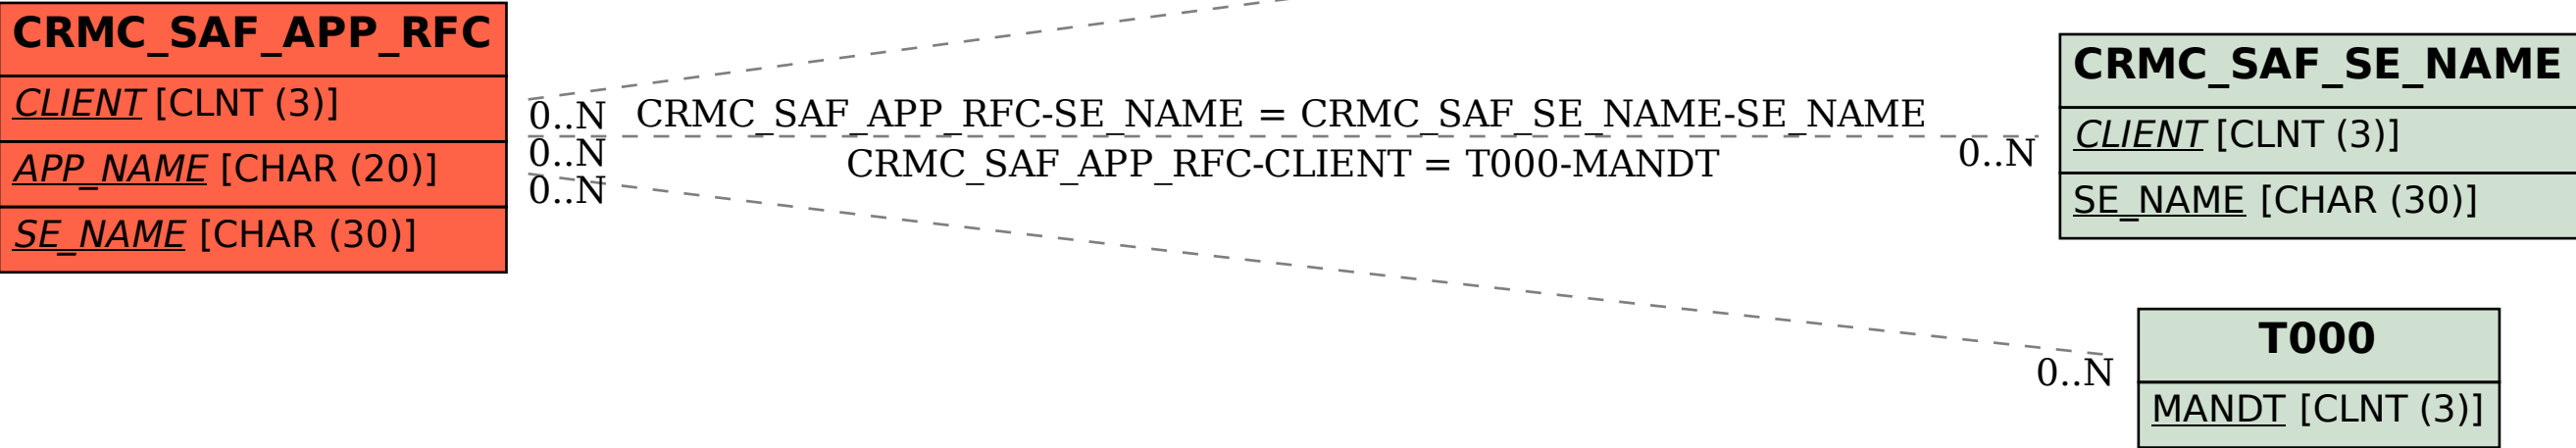 CRMC_SAF_APP_RFC
CLIENT [CLNT (3)]
APP_NAME [CHAR (20)]
SE_NAME [CHAR (30)]
0..N
0..N
0..N
CRMC_SAF_APP_RFC-SE_NAME = CRMC_SAF_SE_NAME-SE_NAME
CRMC_SAF_APP_RFC-CLIENT = T000-MANDT
0..N
0..N
CRMC_SAF_SE_NAME
CLIENT [CLNT (3)]
SE_NAME [CHAR (30)]
T000
MANDT [CLNT (3)]